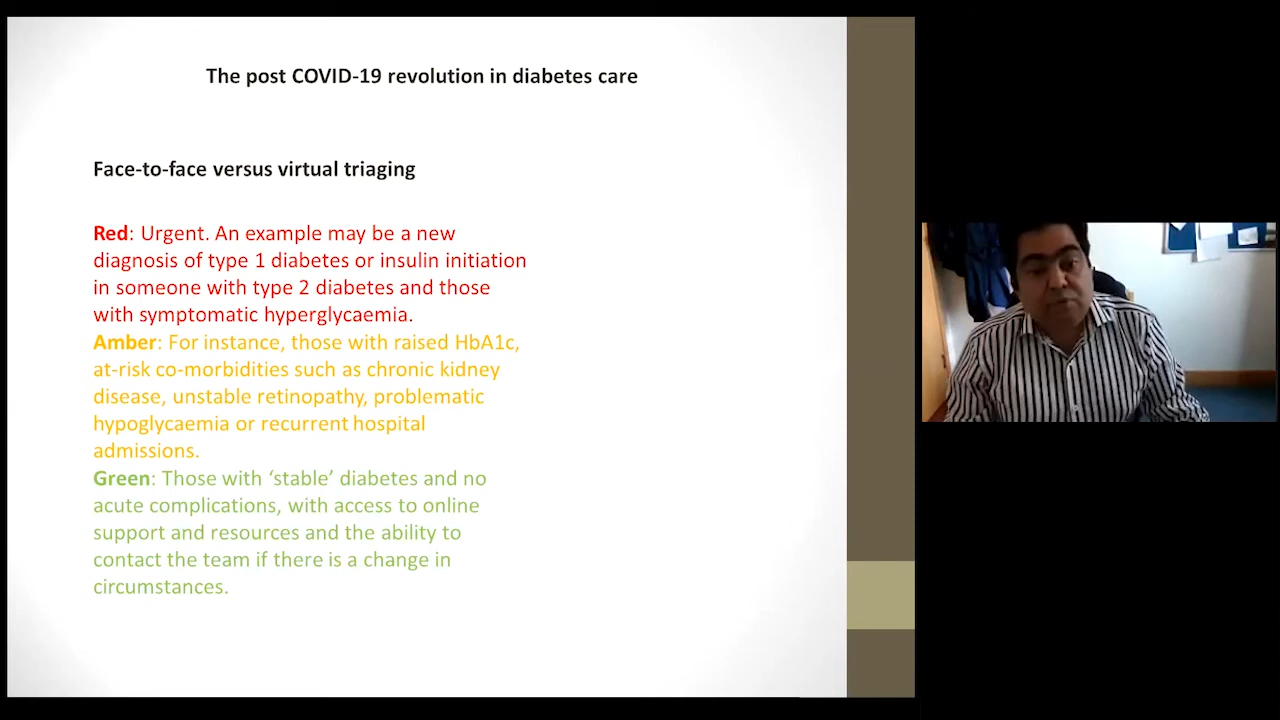 The post COVID-19 revolution in diabetes care
Face-to-face versus virtual triaging
Red: Urgent. An example may be a new
diagnosis of type 1 diabetes or insulin initiation
in someone with type 2 diabetes and those
with symptomatic hyperglycaemia.
Amber: For instance, those with raised HbA1c,
at-risk co-morbidities such as chronic kidney
disease, unstable retinopathy, problematic
hypoglycaemia or recurrent hospital
admissions.
Green: Those with ‘stable’ diabetes and no
acute complications, with access to online
support and resources and the ability to
contact the team if there is a change in
circumstances.